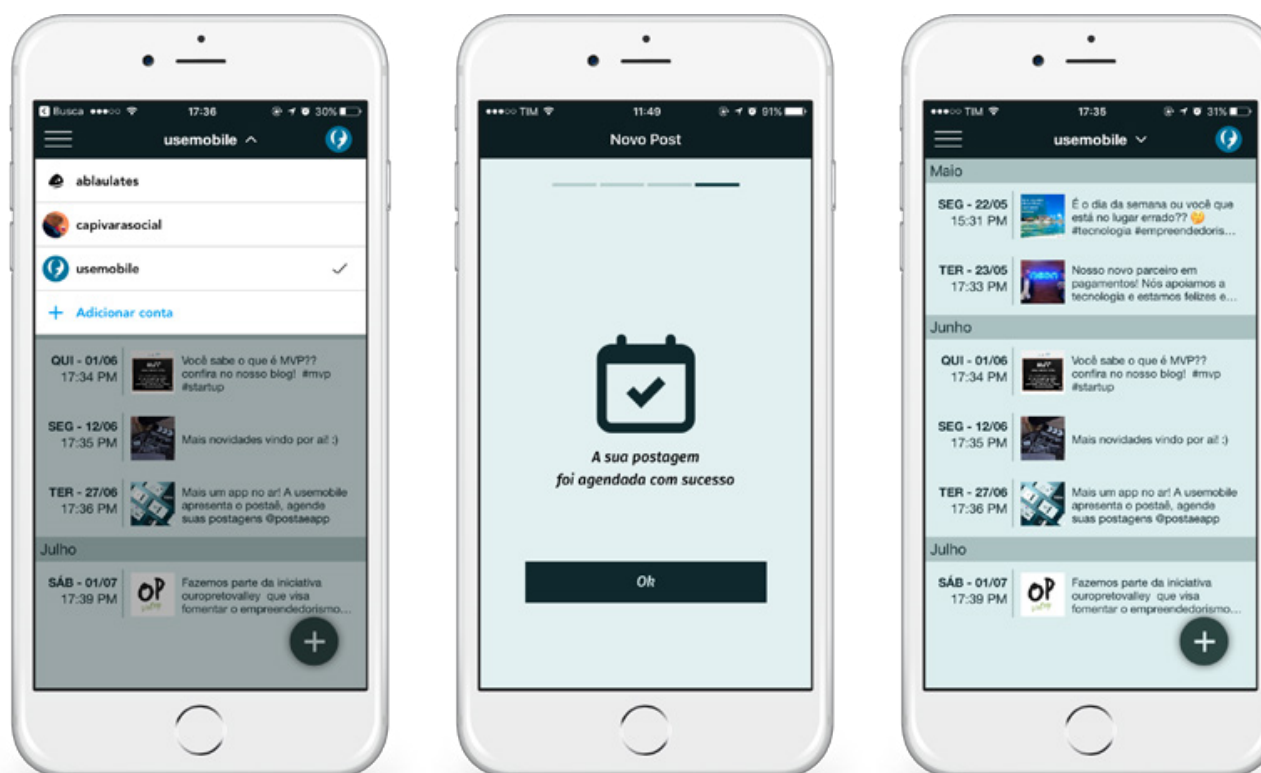 Busca
17:36
30%
usemobile
ablaulates
capivarasocial
usemobile
+ Adicionar conta
QUI - 01/06
17:34 PM
Você sabe o que é MVP??
confira no nosso blog! #mvp
#startup
SEG - 12/06
17:35 PM
Mais novidades vindo por aí! :)
TER - 27/06
17:36 PM
Mais um app no ar! A usemobile
apresenta o postaê, agende
suas postagens @postaeapp
Julho
SÁB - 01/07
17:39 PM
OP
Fazemos parte da iniciativa
ouropretovalley que visa
fomentar o empreendedorismo...
+
TIM
11:49
91%
Novo Post
A sua postagem
foi agendada com sucesso
Ok
TIM
17:35
31%
usemobile
Maio
SEG - 22/05
15:31 PM
É o dia da semana ou você que
está no lugar errado?? 🤔
#tecnologia #empreendedoris...
TER - 23/05
17:33 PM
Nosso novo parceiro em
pagamentos! Nós apoiamos a
tecnologia e estamos felizes e...
Junho
QUI - 01/06
17:34 PM
Você sabe o que é MVP??
confira no nosso blog! #mvp
#startup
SEG - 12/06
17:35 PM
Mais novidades vindo por aí! :)
TER - 27/06
17:36 PM
Mais um app no ar! A usemobile
apresenta o postaê, agende
suas postagens @postaeapp
Julho
SÁB - 01/07
17:39 PM
OP
Fazemos parte da iniciativa
ouropretovalley que visa
fomentar o empreendedorismo...
+